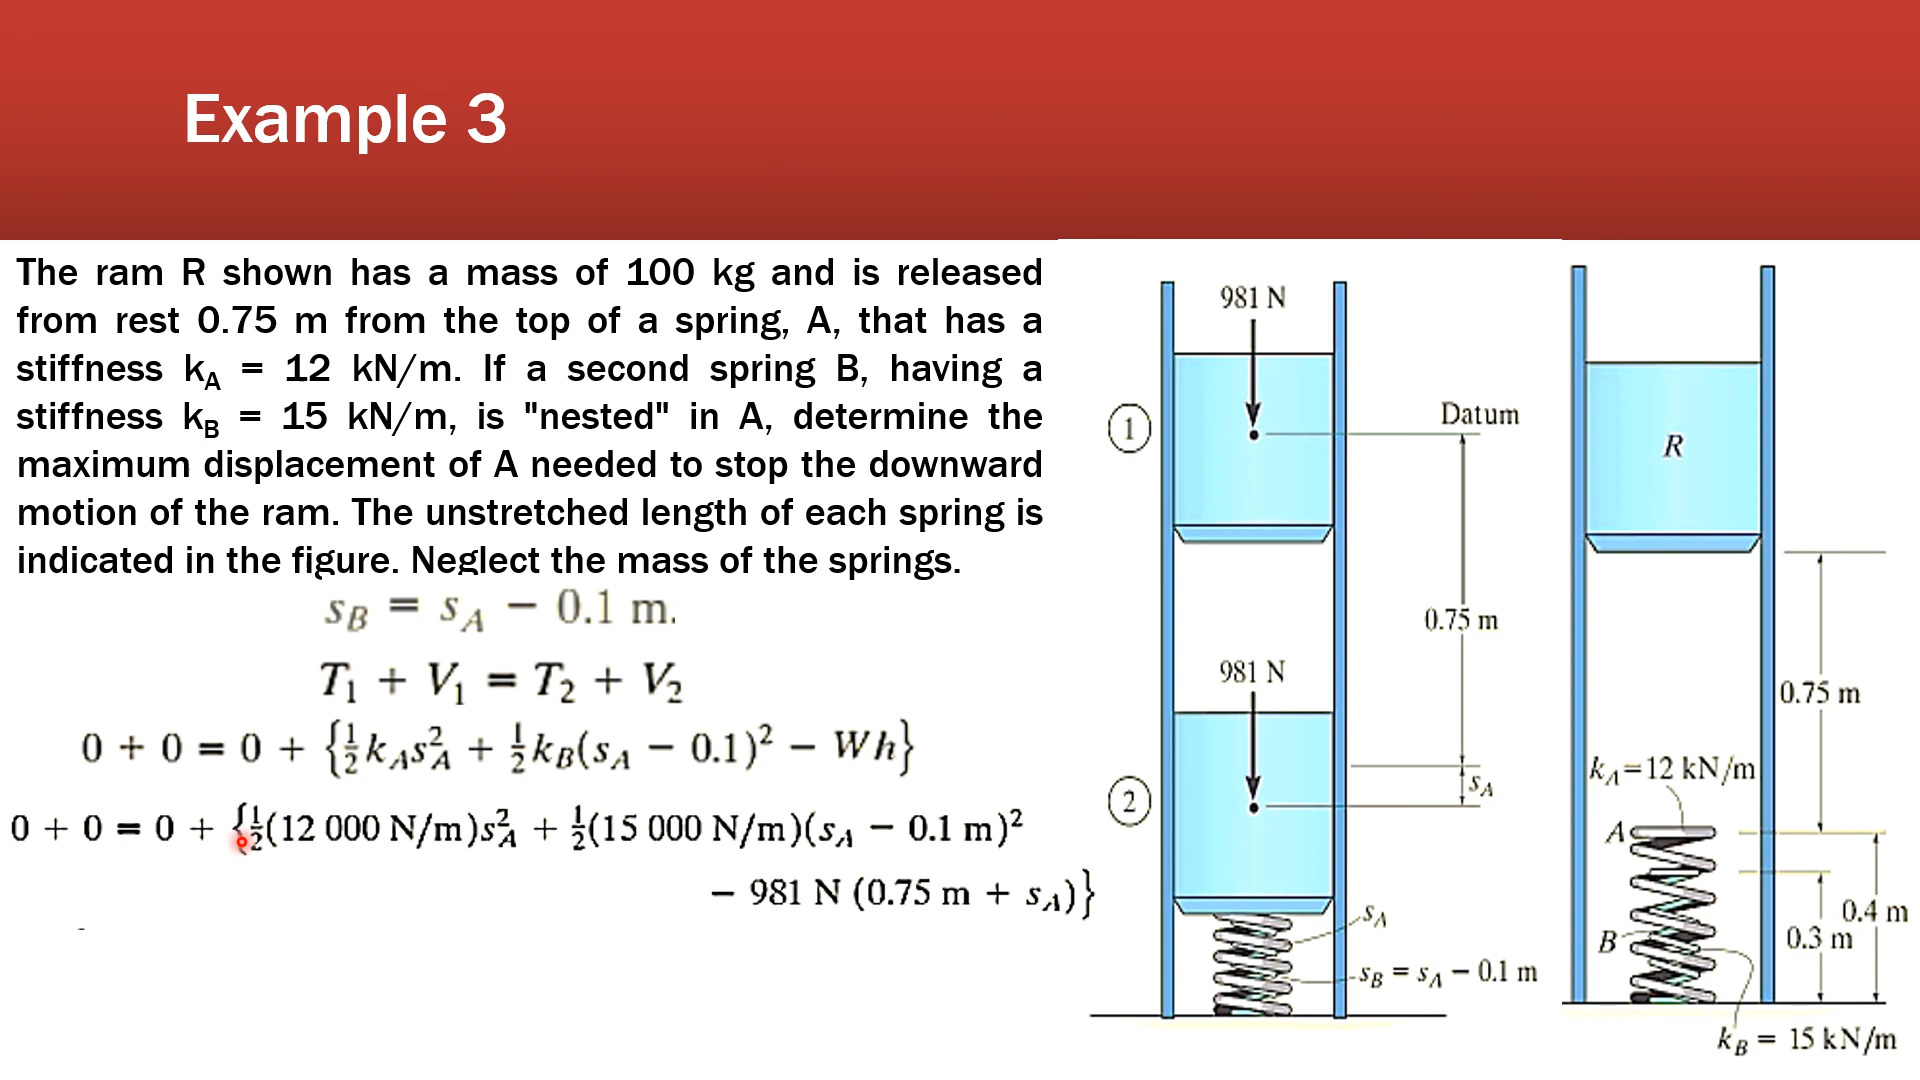 Example 3
The ram R shown has a mass of 100 kg and is released
from rest 0.75 m from the top of a spring, A, that has a
stiffness k_A = 12 kN/m. If a second spring B, having a
stiffness k_B = 15 kN/m, is "nested" in A, determine the
maximum displacement of A needed to stop the downward
motion of the ram. The unstretched length of each spring is
indicated in the figure. Neglect the mass of the springs.
s_B = s_A − 0.1 m.
T₁ + V₁ = T₂ + V₂
0 + 0 = 0 + {½k_A s_A² + ½k_B(s_A − 0.1)² − Wh}
0 + 0 = 0 + {½(12 000 N/m)s_A² + ½(15 000 N/m)(s_A − 0.1 m)²
− 981 N (0.75 m + s_A)}
981 N
1
Datum
0.75 m
981 N
2
s_A
s_A
s_B = s_A − 0.1 m
R
0.75 m
k_A=12 kN/m
A
B
0.4 m
0.3 m
k_B = 15 kN/m